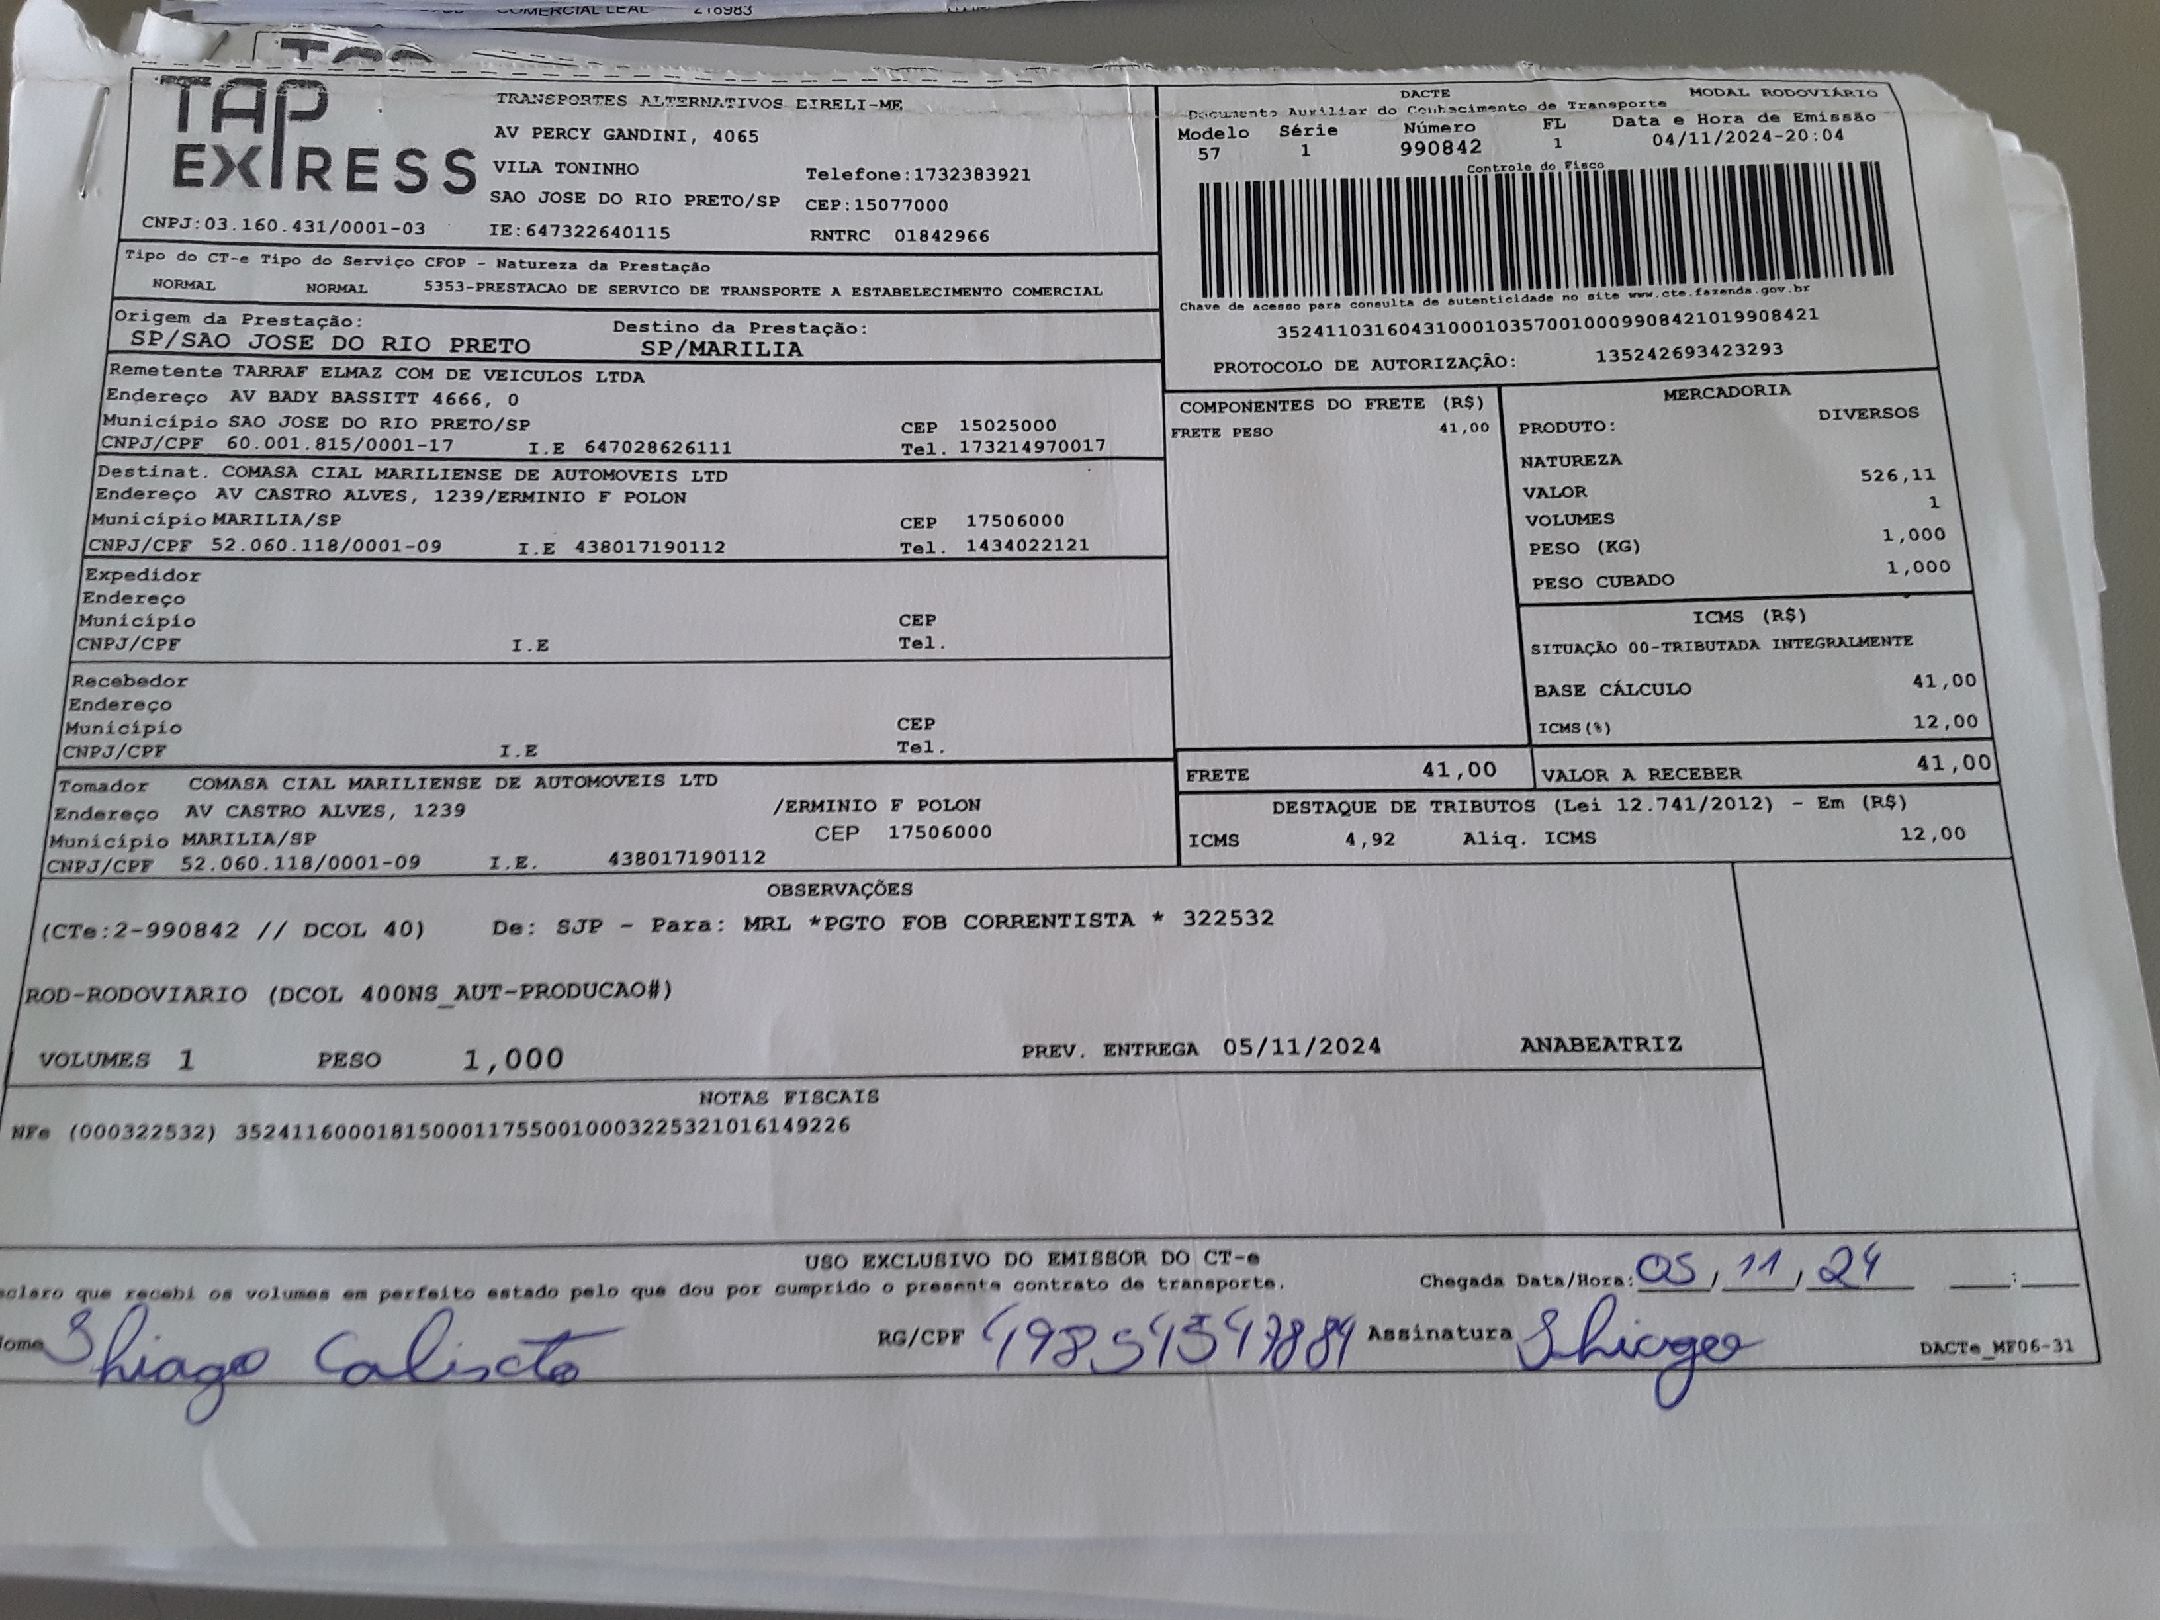 COMERCIAL LEAL 216983
TAP EXPRESS
TRANSPORTES ALTERNATIVOS EIRELI-ME
AV PERCY GANDINI, 4065
VILA TONINHO Telefone:1732383921
SAO JOSE DO RIO PRETO/SP CEP:15077000
CNPJ:03.160.431/0001-03 IE:647322640115 RNTRC 01842966
DACTE MODAL RODOVIÁRIO
Documento Auxiliar do Conhecimento de Transporte
Modelo Série Número FL Data e Hora de Emissão
57 1 990842 1 04/11/2024-20:04
Controle do Fisco
Chave de acesso para consulta de autenticidade no site www.cte.fazenda.gov.br
35241103160431000103570010009908421019908421
PROTOCOLO DE AUTORIZAÇÃO: 135242693423293
Tipo do CT-e Tipo do Serviço CFOP - Natureza da Prestação
NORMAL NORMAL 5353-PRESTACAO DE SERVICO DE TRANSPORTE A ESTABELECIMENTO COMERCIAL
Origem da Prestação: Destino da Prestação:
SP/SAO JOSE DO RIO PRETO SP/MARILIA
Remetente TARRAF ELMAZ COM DE VEICULOS LTDA
Endereço AV BADY BASSITT 4666, 0
Município SAO JOSE DO RIO PRETO/SP CEP 15025000
CNPJ/CPF 60.001.815/0001-17 I.E 647028626111 Tel. 173214970017
Destinat. COMASA CIAL MARILIENSE DE AUTOMOVEIS LTD
Endereço AV CASTRO ALVES, 1239/ERMINIO F POLON
Município MARILIA/SP CEP 17506000
CNPJ/CPF 52.060.118/0001-09 I.E 438017190112 Tel. 1434022121
Expedidor
Endereço
Município CEP
CNPJ/CPF I.E Tel.
Recebedor
Endereço
Município CEP
CNPJ/CPF I.E Tel.
Tomador COMASA CIAL MARILIENSE DE AUTOMOVEIS LTD
Endereço AV CASTRO ALVES, 1239 /ERMINIO F POLON
Município MARILIA/SP CEP 17506000
CNPJ/CPF 52.060.118/0001-09 I.E. 438017190112
COMPONENTES DO FRETE (R$)
FRETE PESO 41,00
MERCADORIA
PRODUTO: DIVERSOS
NATUREZA
VALOR 526,11
VOLUMES 1
PESO (KG) 1,000
PESO CUBADO 1,000
ICMS (R$)
SITUAÇÃO 00-TRIBUTADA INTEGRALMENTE
BASE CÁLCULO 41,00
ICMS(%) 12,00
FRETE 41,00 VALOR A RECEBER 41,00
DESTAQUE DE TRIBUTOS (Lei 12.741/2012) - Em (R$)
ICMS 4,92 Aliq. ICMS 12,00
OBSERVAÇÕES
(CTe:2-990842 // DCOL 40) De: SJP - Para: MRL *PGTO FOB CORRENTISTA * 322532
ROD-RODOVIARIO (DCOL 400NS_AUT-PRODUCAO#)
VOLUMES 1 PESO 1,000 PREV. ENTREGA 05/11/2024 ANABEATRIZ
NOTAS FISCAIS
NFe (000322532) 35241160001815000117550010003225321016149226
USO EXCLUSIVO DO EMISSOR DO CT-e
claro que recebi os volumes em perfeito estado pelo que dou por cumprido o presente contrato de transporte. Chegada Data/Hora: 05/11/24 :
ome Thiago Calixto RG/CPF 49854547884 Assinatura Thiago DACTe_MF06-31